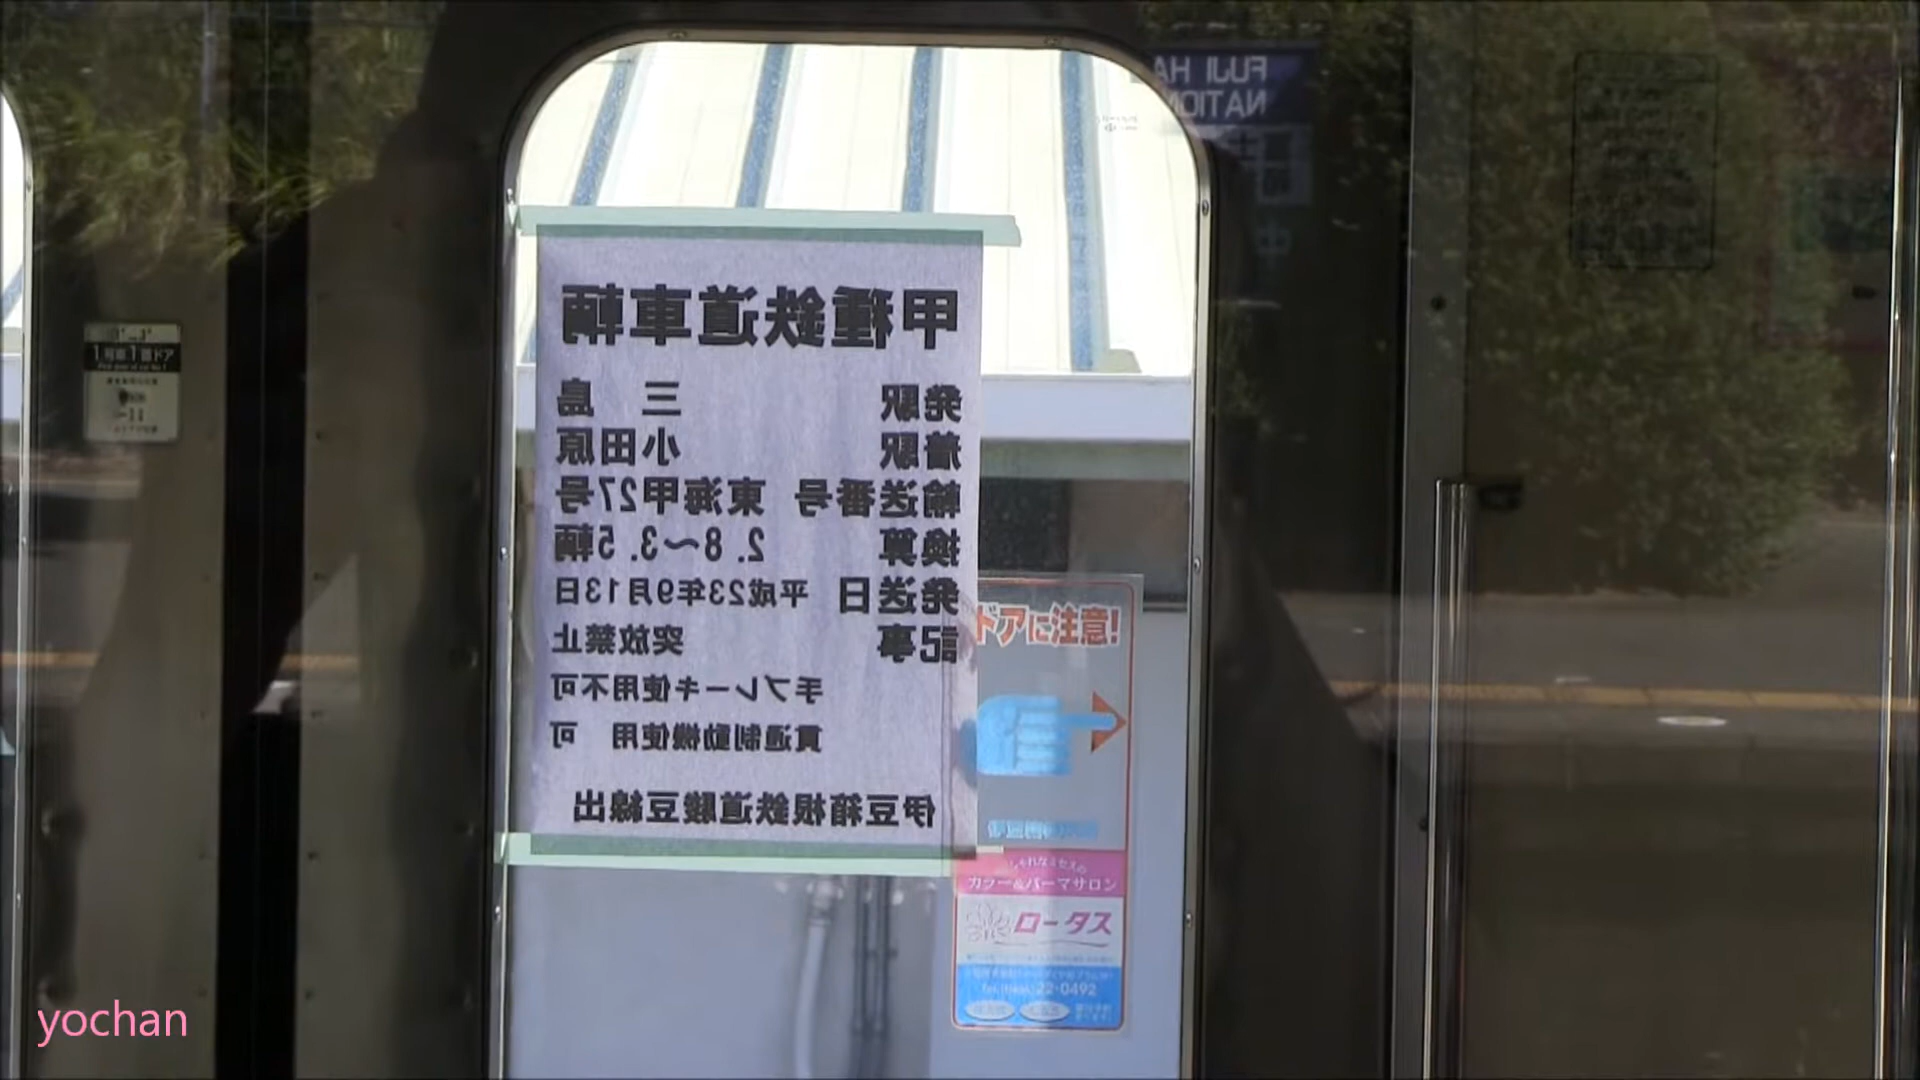 FUJI HA
NATIO
1号車1番ドア
甲種鉄道車輌
発駅 三島
着駅 小田原
輸送番号 東海甲27号
換算 2.8〜3.5輌
発送日 平成23年9月13日
記事 突放禁止
手ブレーキ使用不可
貫通制動機使用 可
伊豆箱根鉄道駿豆線出
ドアに注意!
カラー&パーマサロン
ロータス
22-0492
yochan